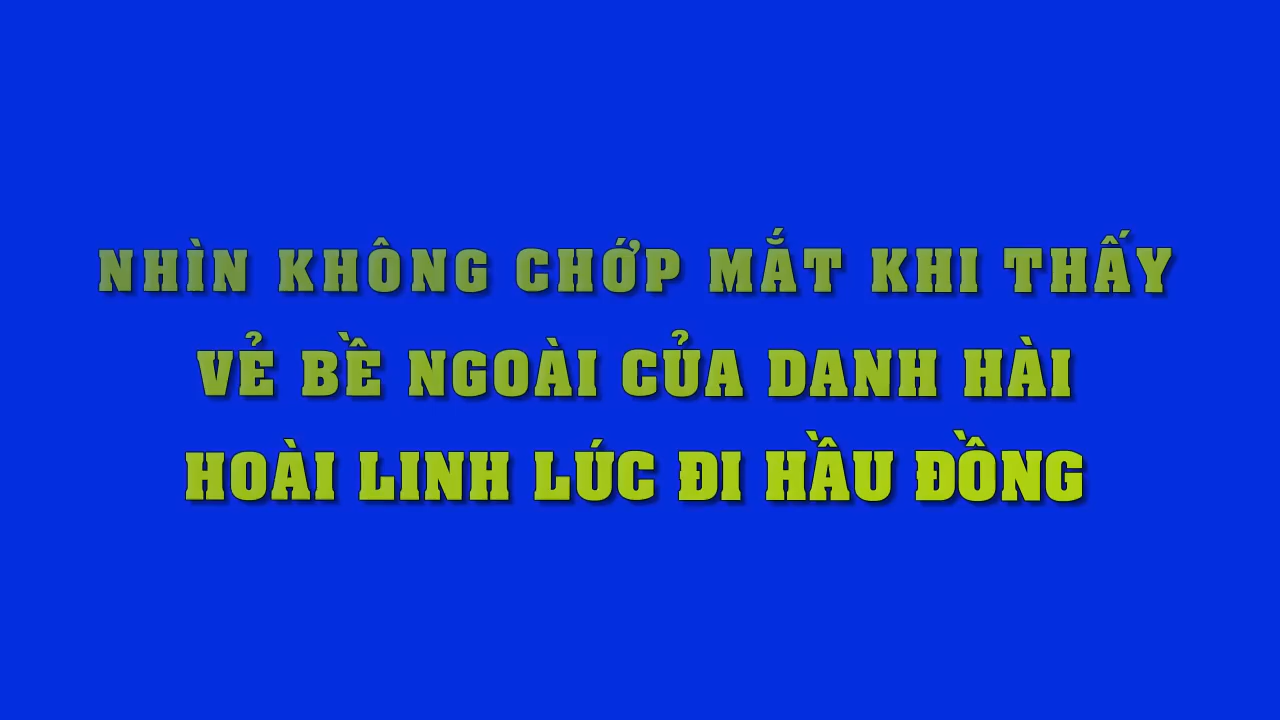 NHÌN KHÔNG CHỚP MẮT KHI THẤY
VẺ BỀ NGOÀI CỦA DANH HÀI
HOÀI LINH LÚC ĐI HẦU ĐỒNG